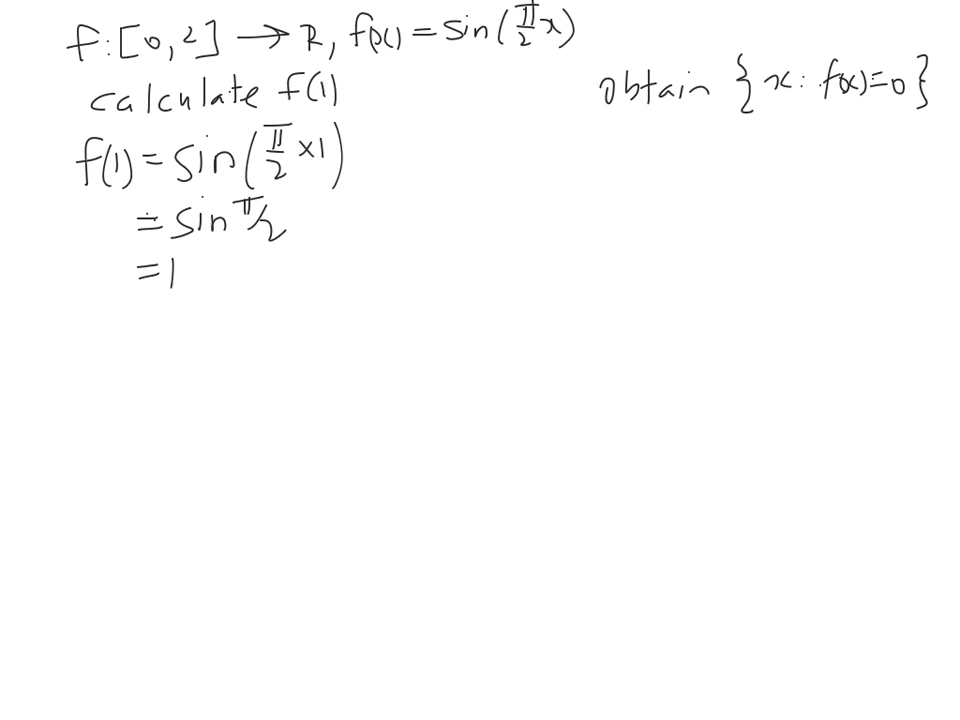 f: [0, 2] → R, f(x) = sin(π/2 x)
calculate f(1)
f(1) = sin(π/2 × 1)
= sin π/2
= 1
obtain {x: f(x) = 0}